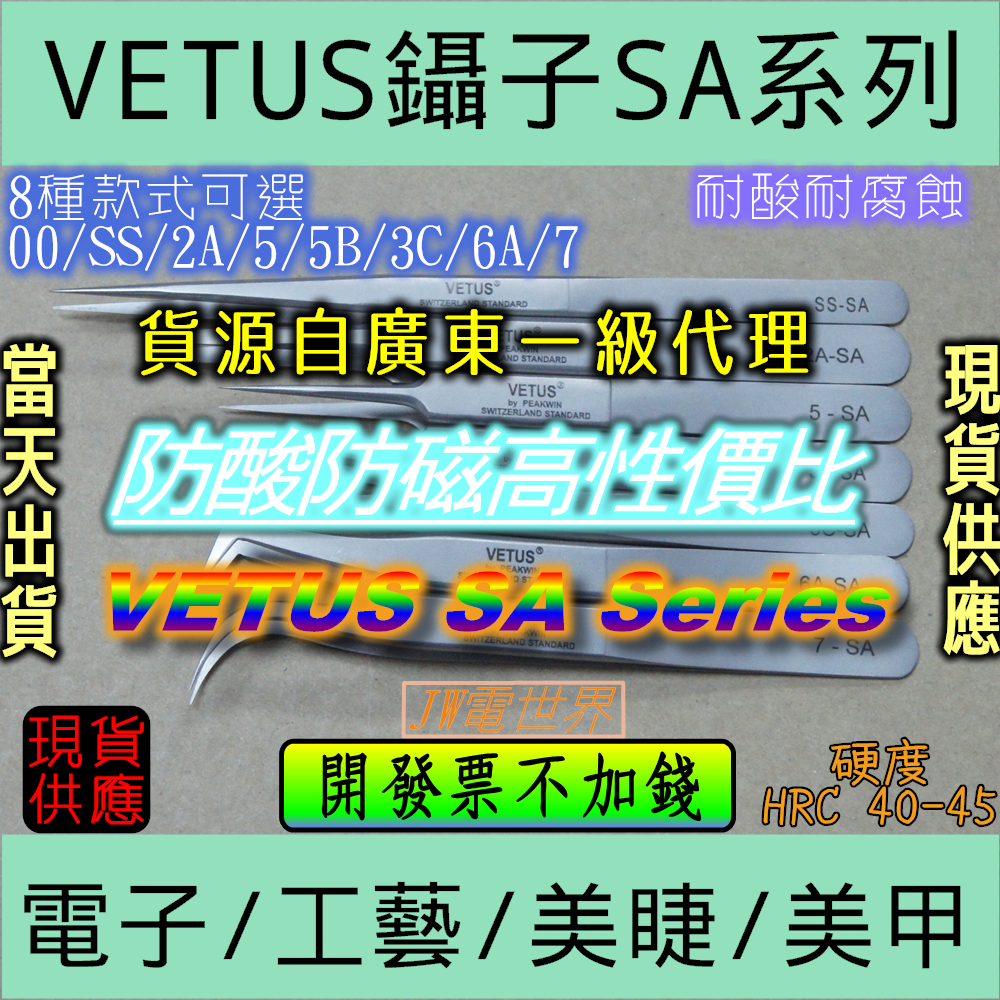 VETUS鑷子SA系列
8種款式可選
00/SS/2A/5/5B/3C/6A/7
耐酸耐腐蝕
VETUS®
SWITZERLAND STANDARD
SS-SA
貨源自廣東一級代理
A-SA
VETUS®
by PEAKWIN
SWITZERLAND STANDARD
5-SA
當天出貨
現貨供應
防酸防磁高性價比
VETUS®
6A-SA
VETUS SA Series
SWITZERLAND STANDARD
7-SA
JW電世界
現貨
供應
開發票不加錢
硬度
HRC 40-45
電子/工藝/美睫/美甲